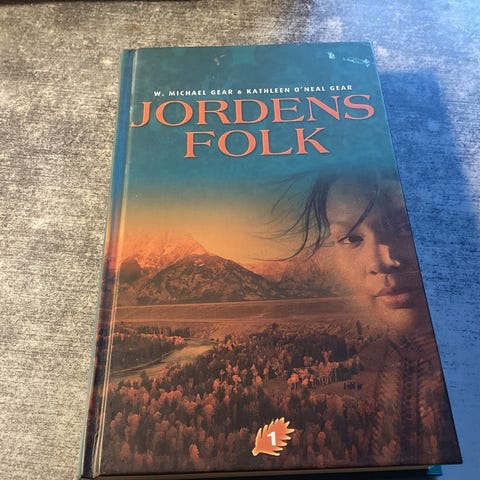 W. MICHAEL GEAR & KATHLEEN O'NEAL GEAR
JORDENS
FOLK
1